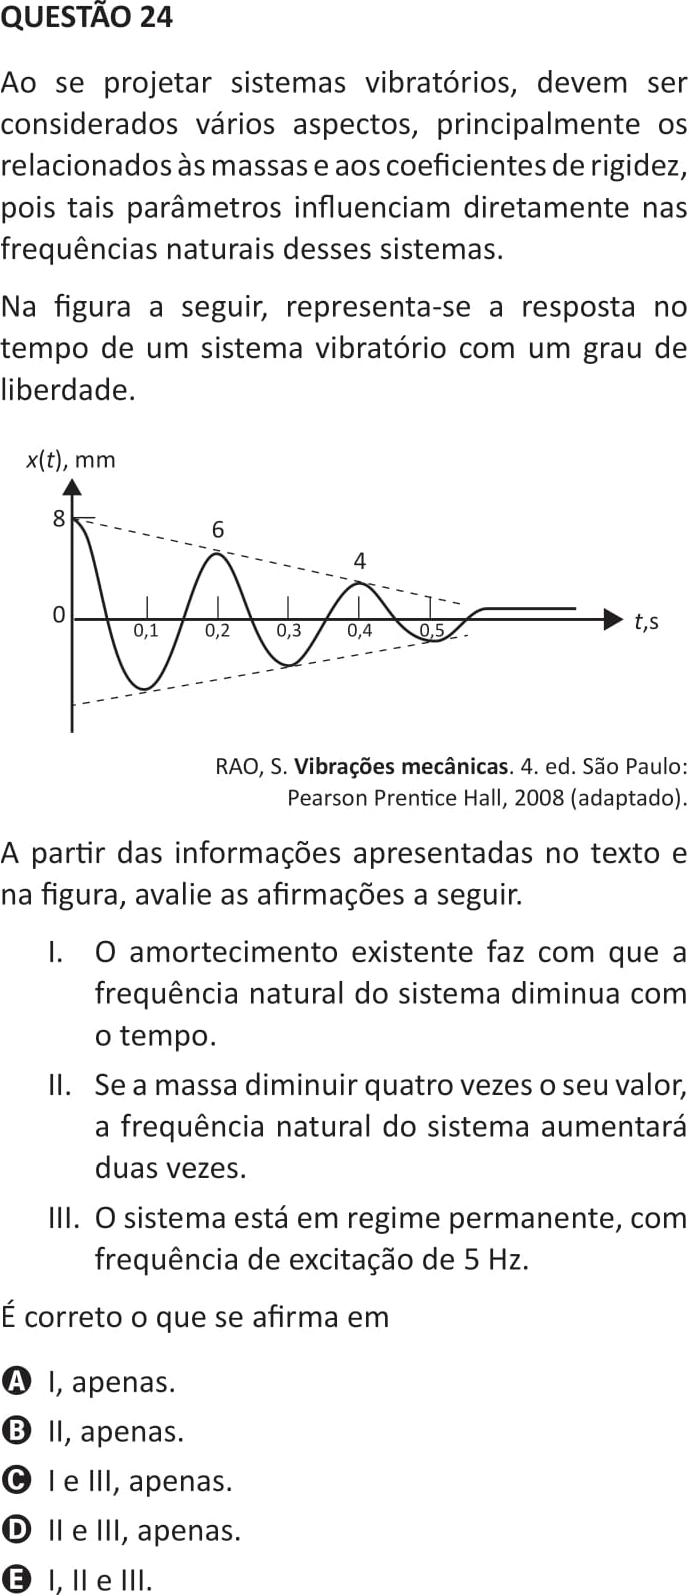 QUESTÃO 24
Ao se projetar sistemas vibratórios, devem ser
considerados vários aspectos, principalmente os
relacionados às massas e aos coeficientes de rigidez,
pois tais parâmetros influenciam diretamente nas
frequências naturais desses sistemas.
Na figura a seguir, representa-se a resposta no
tempo de um sistema vibratório com um grau de
liberdade.
x(t), mm
8
6
4
0
0,1 0,2 0,3 0,4 0,5
t,s
RAO, S. Vibrações mecânicas. 4. ed. São Paulo:
Pearson Prentice Hall, 2008 (adaptado).
A partir das informações apresentadas no texto e
na figura, avalie as afirmações a seguir.
I. O amortecimento existente faz com que a
frequência natural do sistema diminua com
o tempo.
II. Se a massa diminuir quatro vezes o seu valor,
a frequência natural do sistema aumentará
duas vezes.
III. O sistema está em regime permanente, com
frequência de excitação de 5 Hz.
É correto o que se afirma em
A I, apenas.
B II, apenas.
C I e III, apenas.
D II e III, apenas.
E I, II e III.